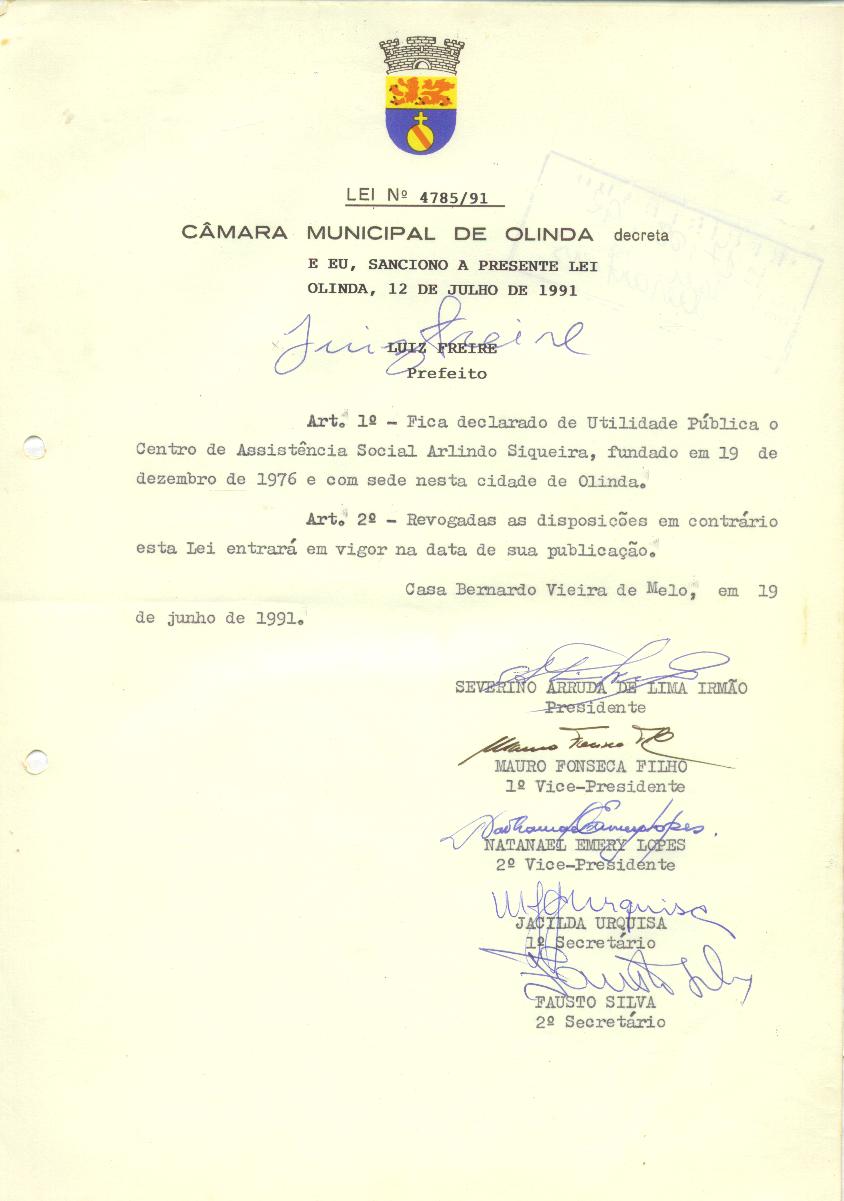 LEI Nº 4785/91
CÂMARA MUNICIPAL DE OLINDA decreta
E EU, SANCIONO A PRESENTE LEI
OLINDA, 12 DE JULHO DE 1991
Luiz Freire
LUIZ FREIRE
Prefeito
Art. 1º - Fica declarado de Utilidade Pública o
Centro de Assistência Social Arlindo Siqueira, fundado em 19 de
dezembro de 1976 e com sede nesta cidade de Olinda.
Art. 2º - Revogadas as disposições em contrário
esta Lei entrará em vigor na data de sua publicação.
Casa Bernardo Vieira de Melo, em 19
de junho de 1991.
SEVERINO ARRUDA DE LIMA IRMÃO
Presidente
MAURO FONSECA FILHO
1º Vice-Presidente
NATANAEL EMERY LOPES
2º Vice-Presidente
JACILDA URQUISA
1º Secretário
FAUSTO SILVA
2º Secretário